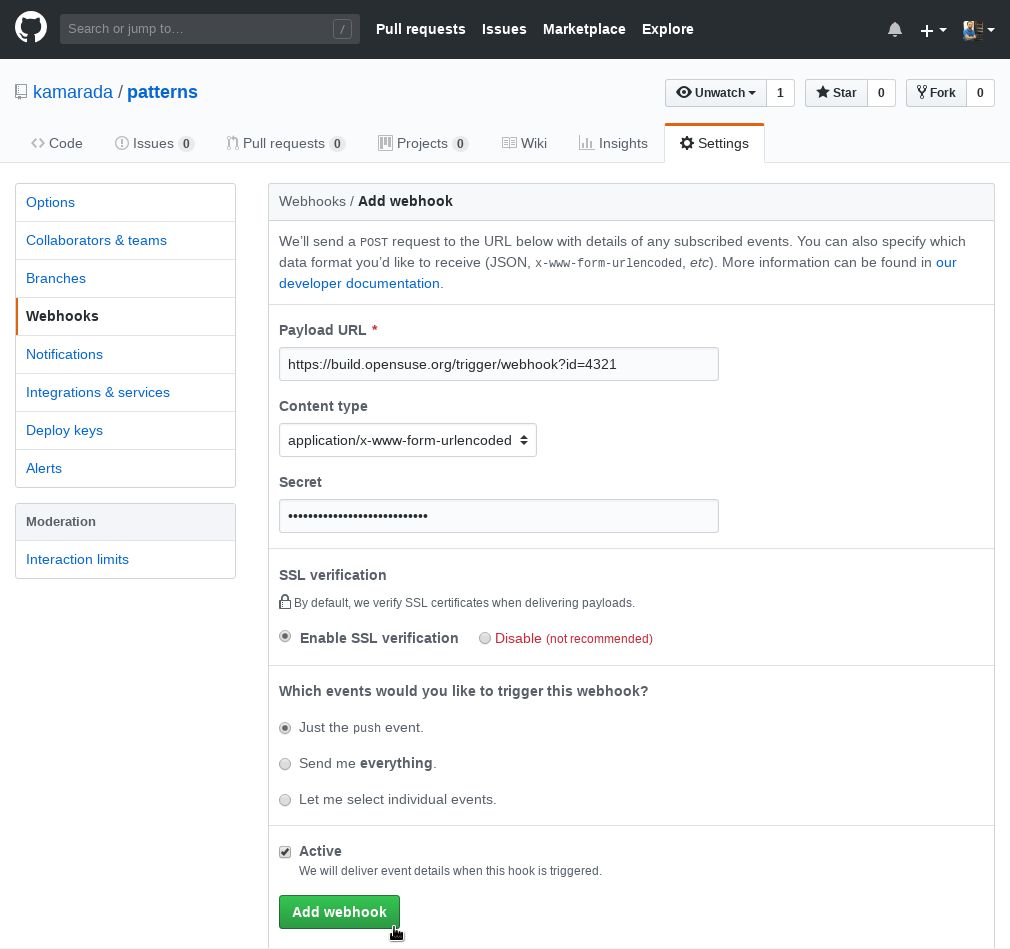 Search or jump to… / Pull requests Issues Marketplace Explore
kamarada / patterns Unwatch 1 Star 0 Fork 0
Code Issues 0 Pull requests 0 Projects 0 Wiki Insights Settings
Options
Collaborators & teams
Branches
Webhooks
Notifications
Integrations & services
Deploy keys
Alerts
Moderation
Interaction limits
Webhooks / Add webhook
We’ll send a POST request to the URL below with details of any subscribed events. You can also specify which
data format you’d like to receive (JSON, x-www-form-urlencoded, etc). More information can be found in our
developer documentation.
Payload URL *
https://build.opensuse.org/trigger/webhook?id=4321
Content type
application/x-www-form-urlencoded
Secret
••••••••••••••••••••••••••••
SSL verification
By default, we verify SSL certificates when delivering payloads.
Enable SSL verification Disable (not recommended)
Which events would you like to trigger this webhook?
Just the push event.
Send me everything.
Let me select individual events.
Active
We will deliver event details when this hook is triggered.
Add webhook